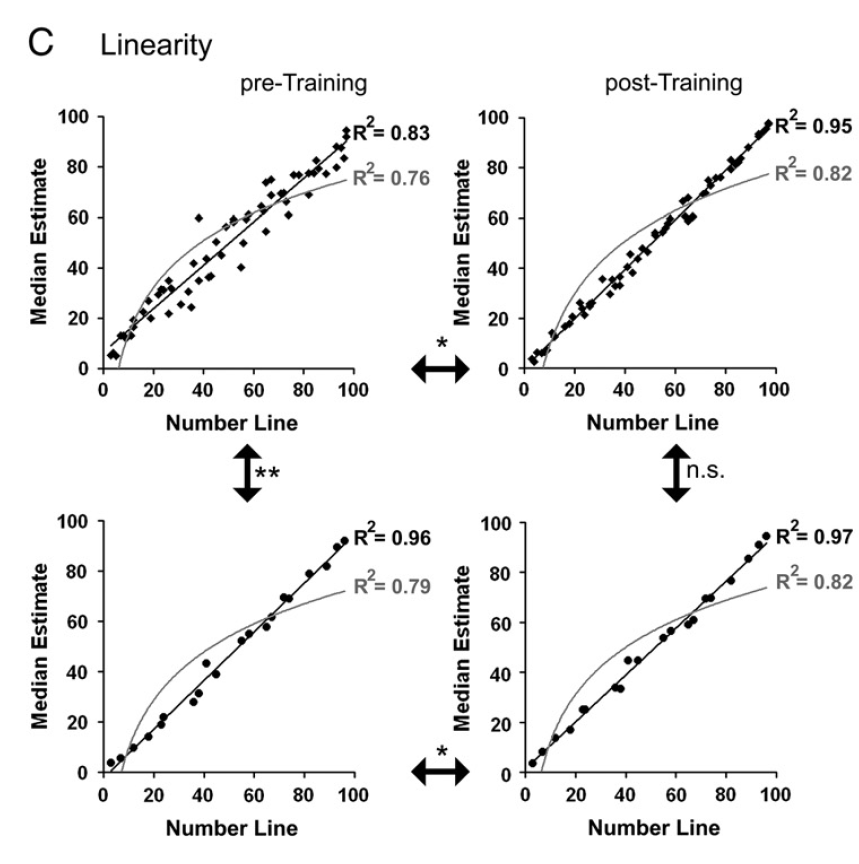 C Linearity
pre-Training
post-Training
100
80
60
40
20
0
Median Estimate
R²= 0.83
R²= 0.76
0 20 40 60 80 100
Number Line
*
100
80
60
40
20
0
Median Estimate
R²= 0.95
R²= 0.82
0 20 40 60 80 100
Number Line
**
n.s.
100
80
60
40
20
0
Median Estimate
R²= 0.96
R²= 0.79
0 20 40 60 80 100
Number Line
*
100
80
60
40
20
0
Median Estimate
R²= 0.97
R²= 0.82
0 20 40 60 80 100
Number Line